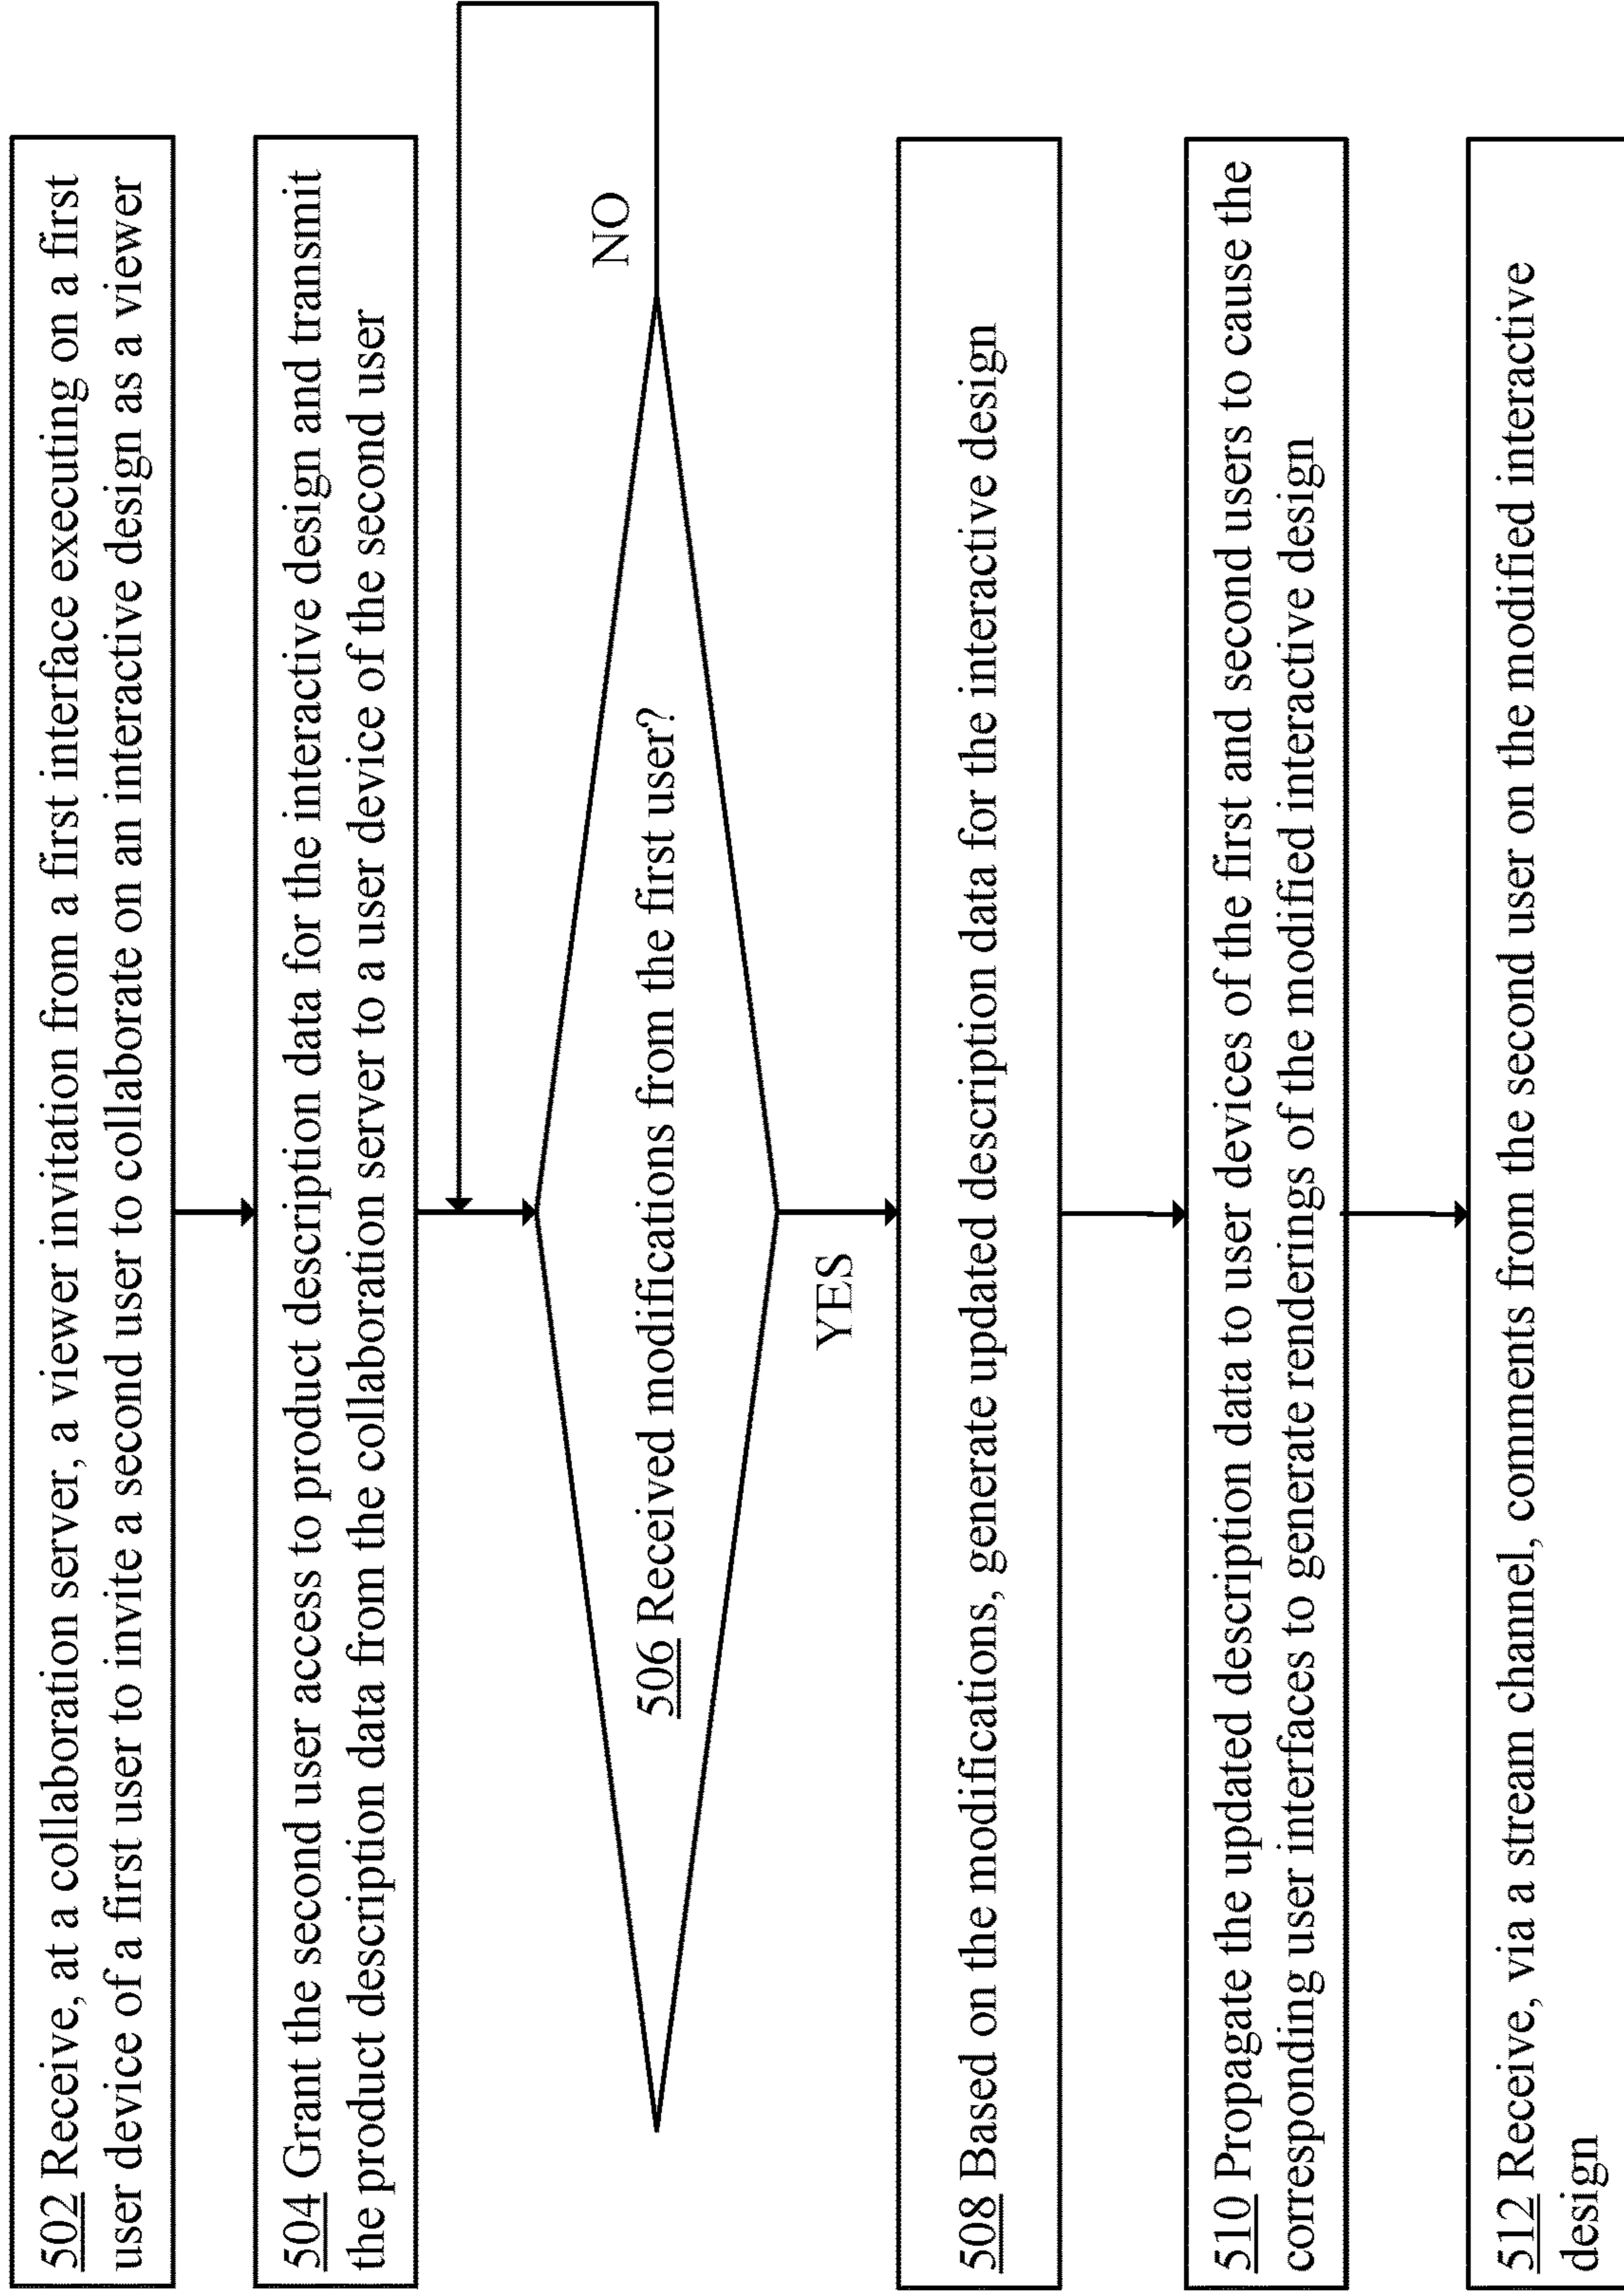 502 Receive, at a collaboration server, a viewer invitation from a first interface executing on a first
user device of a first user to invite a second user to collaborate on an interactive design as a viewer
504 Grant the second user access to product description data for the interactive design and transmit
the product description data from the collaboration server to a user device of the second user
506 Received modifications from the first user?
NO
YES
508 Based on the modifications, generate updated description data for the interactive design
510 Propagate the updated description data to user devices of the first and second users to cause the
corresponding user interfaces to generate renderings of the modified interactive design
512 Receive, via a stream channel, comments from the second user on the modified interactive
design